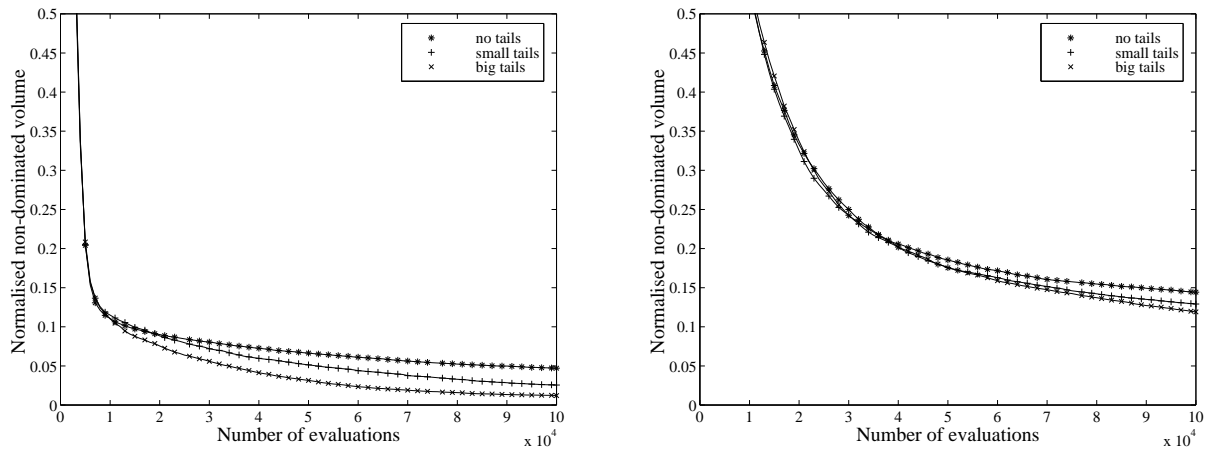 0.5
0.45
0.4
0.35
0.3
0.25
0.2
0.15
0.1
0.05
0
Normalised non-dominated volume
no tails
small tails
big tails
0 1 2 3 4 5 6 7 8 9 10
Number of evaluations
x 10^4
0.5
0.45
0.4
0.35
0.3
0.25
0.2
0.15
0.1
0.05
0
Normalised non-dominated volume
no tails
small tails
big tails
0 1 2 3 4 5 6 7 8 9 10
Number of evaluations
x 10^4